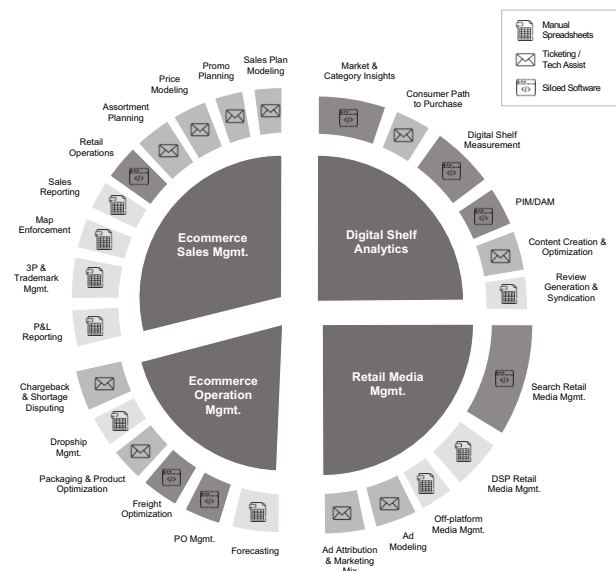 Manual
Spreadsheets
Ticketing /
Tech Assist
Siloed Software
Sales Plan
Modeling
Promo
Planning
Price
Modeling
Assortment
Planning
Retail
Operations
Sales
Reporting
Map
Enforcement
3P &
Trademark
Mgmt.
P&L
Reporting
Ecommerce
Sales Mgmt.
Market &
Category Insights
Consumer Path
to Purchase
Digital Shelf
Measurement
PIM/DAM
Content Creation &
Optimization
Review
Generation &
Syndication
Digital Shelf
Analytics
Ecommerce
Operation
Mgmt.
Chargeback
& Shortage
Disputing
Dropship
Mgmt.
Packaging & Product
Optimization
Freight
Optimization
PO Mgmt.
Forecasting
Retail Media
Mgmt.
Search Retail
Media Mgmt.
DSP Retail
Media Mgmt.
Off-platform
Media Mgmt.
Ad
Modeling
Ad Attribution
& Marketing
Mix